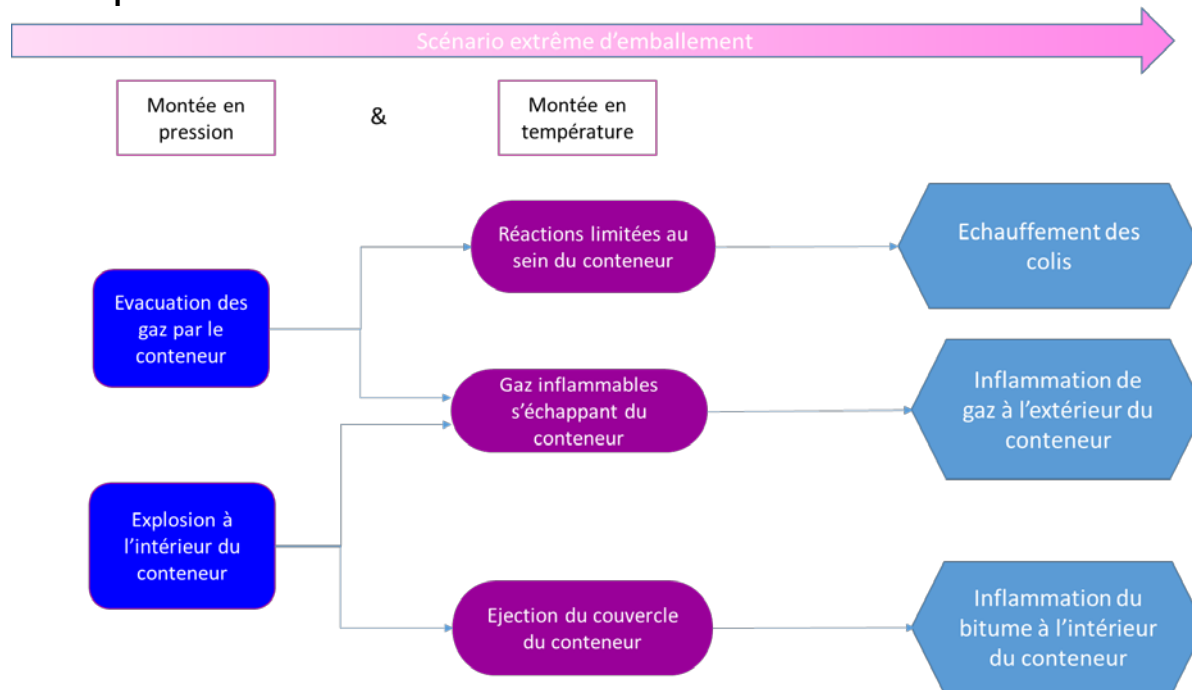 Scénario extrême d'emballement
Montée en
pression
&
Montée en
température
Réactions limitées au
sein du conteneur
Echauffement des
colis
Evacuation des
gaz par le
conteneur
Gaz inflammables
s'échappant du
conteneur
Inflammation de
gaz à l'extérieur du
conteneur
Explosion à
l'intérieur du
conteneur
Ejection du couvercle
du conteneur
Inflammation du
bitume à l'intérieur
du conteneur